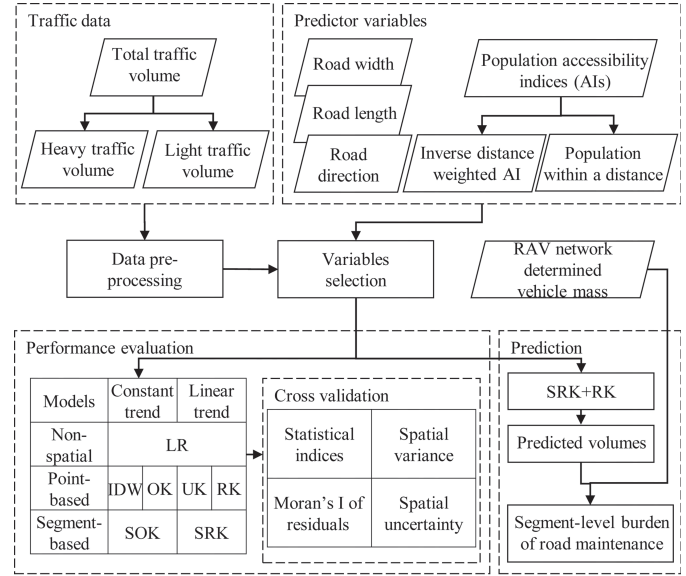 Traffic data
Total traffic
volume
Heavy traffic
volume
Light traffic
volume
Predictor variables
Road width
Road length
Road
direction
Population accessibility
indices (AIs)
Inverse distance
weighted AI
Population
within a distance
Data pre-
processing
Variables
selection
RAV network
determined
vehicle mass
Performance evaluation
Models
Constant
trend
Linear
trend
Non-
spatial
LR
Point-
based
IDW
OK
UK
RK
Segment-
based
SOK
SRK
Cross validation
Statistical
indices
Spatial
variance
Moran's I of
residuals
Spatial
uncertainty
Prediction
SRK+RK
Predicted volumes
Segment-level burden
of road maintenance